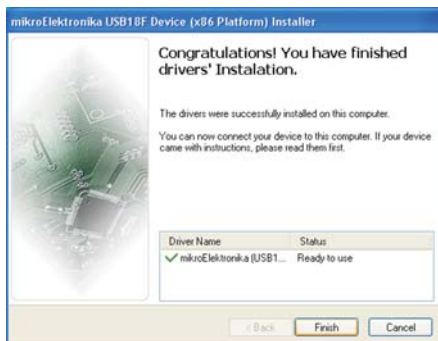 mikroElektronika USB18F Device (x86 Platform) Installer
Congratulations! You have finished
drivers' Instalation.
The drivers were successfully installed on this computer.
You can now connect your device to this computer. If your device
came with instructions, please read them first.
Driver Name Status
mikroElektronika (USB1... Ready to use
< Back Finish Cancel